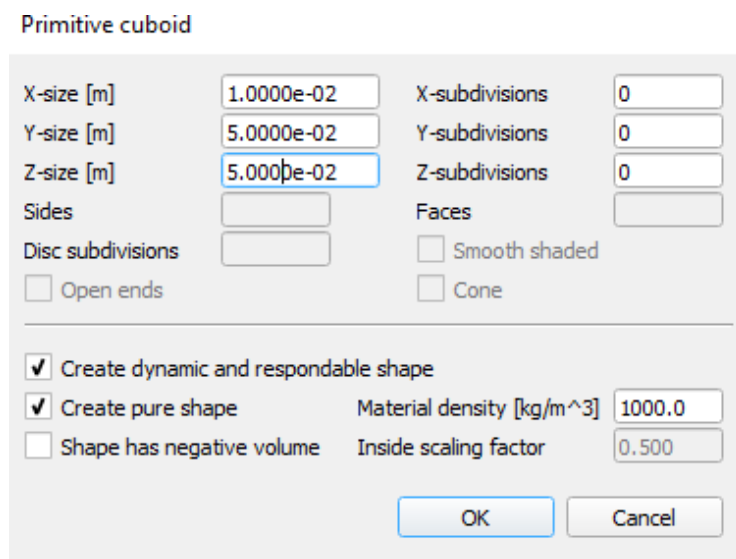 Primitive cuboid
X-size [m] 1.0000e-02 X-subdivisions 0
Y-size [m] 5.0000e-02 Y-subdivisions 0
Z-size [m] 5.0000e-02 Z-subdivisions 0
Sides Faces
Disc subdivisions Smooth shaded
Open ends Cone
Create dynamic and respondable shape
Create pure shape Material density [kg/m^3] 1000.0
Shape has negative volume Inside scaling factor 0.500
OK Cancel